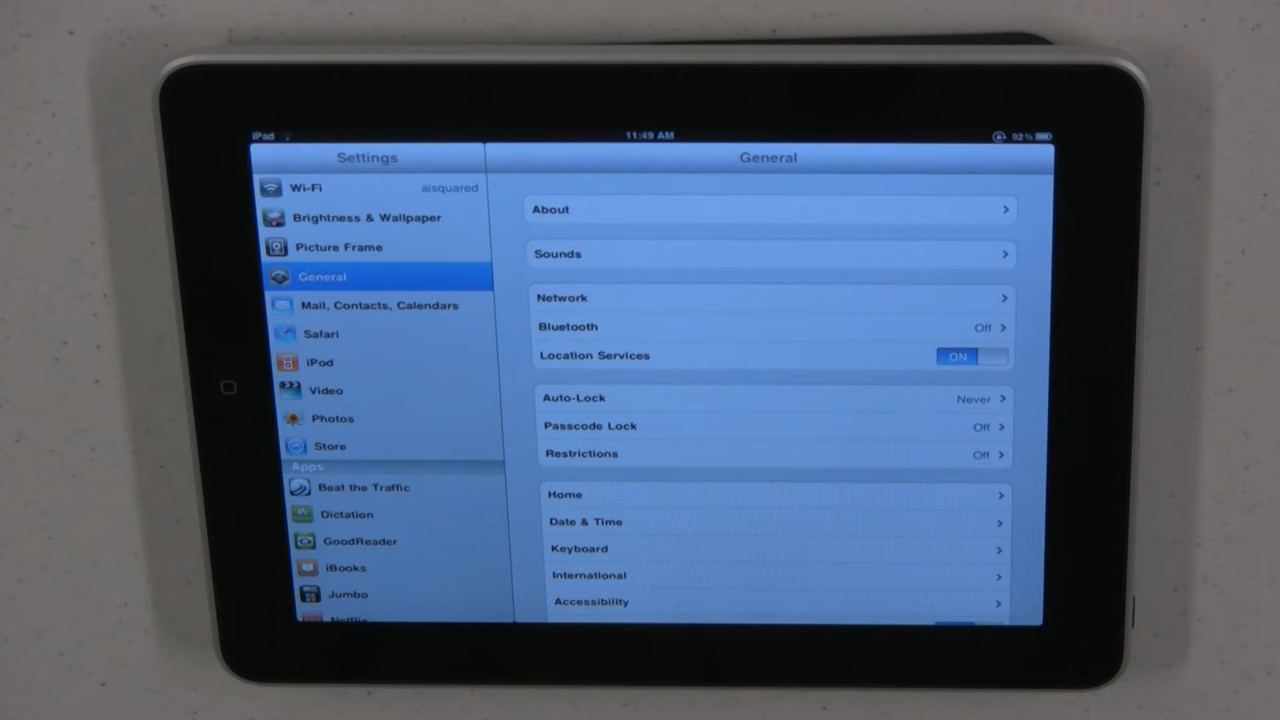 iPad 11:49 AM 92%
Settings
Wi-Fi aisquared
Brightness & Wallpaper
Picture Frame
General
Mail, Contacts, Calendars
Safari
iPod
Video
Photos
Store
Apps
Beat the Traffic
Dictation
GoodReader
iBooks
Jumbo
Netflix
General
About
Sounds
Network
Bluetooth Off
Location Services ON
Auto-Lock Never
Passcode Lock Off
Restrictions Off
Home
Date & Time
Keyboard
International
Accessibility